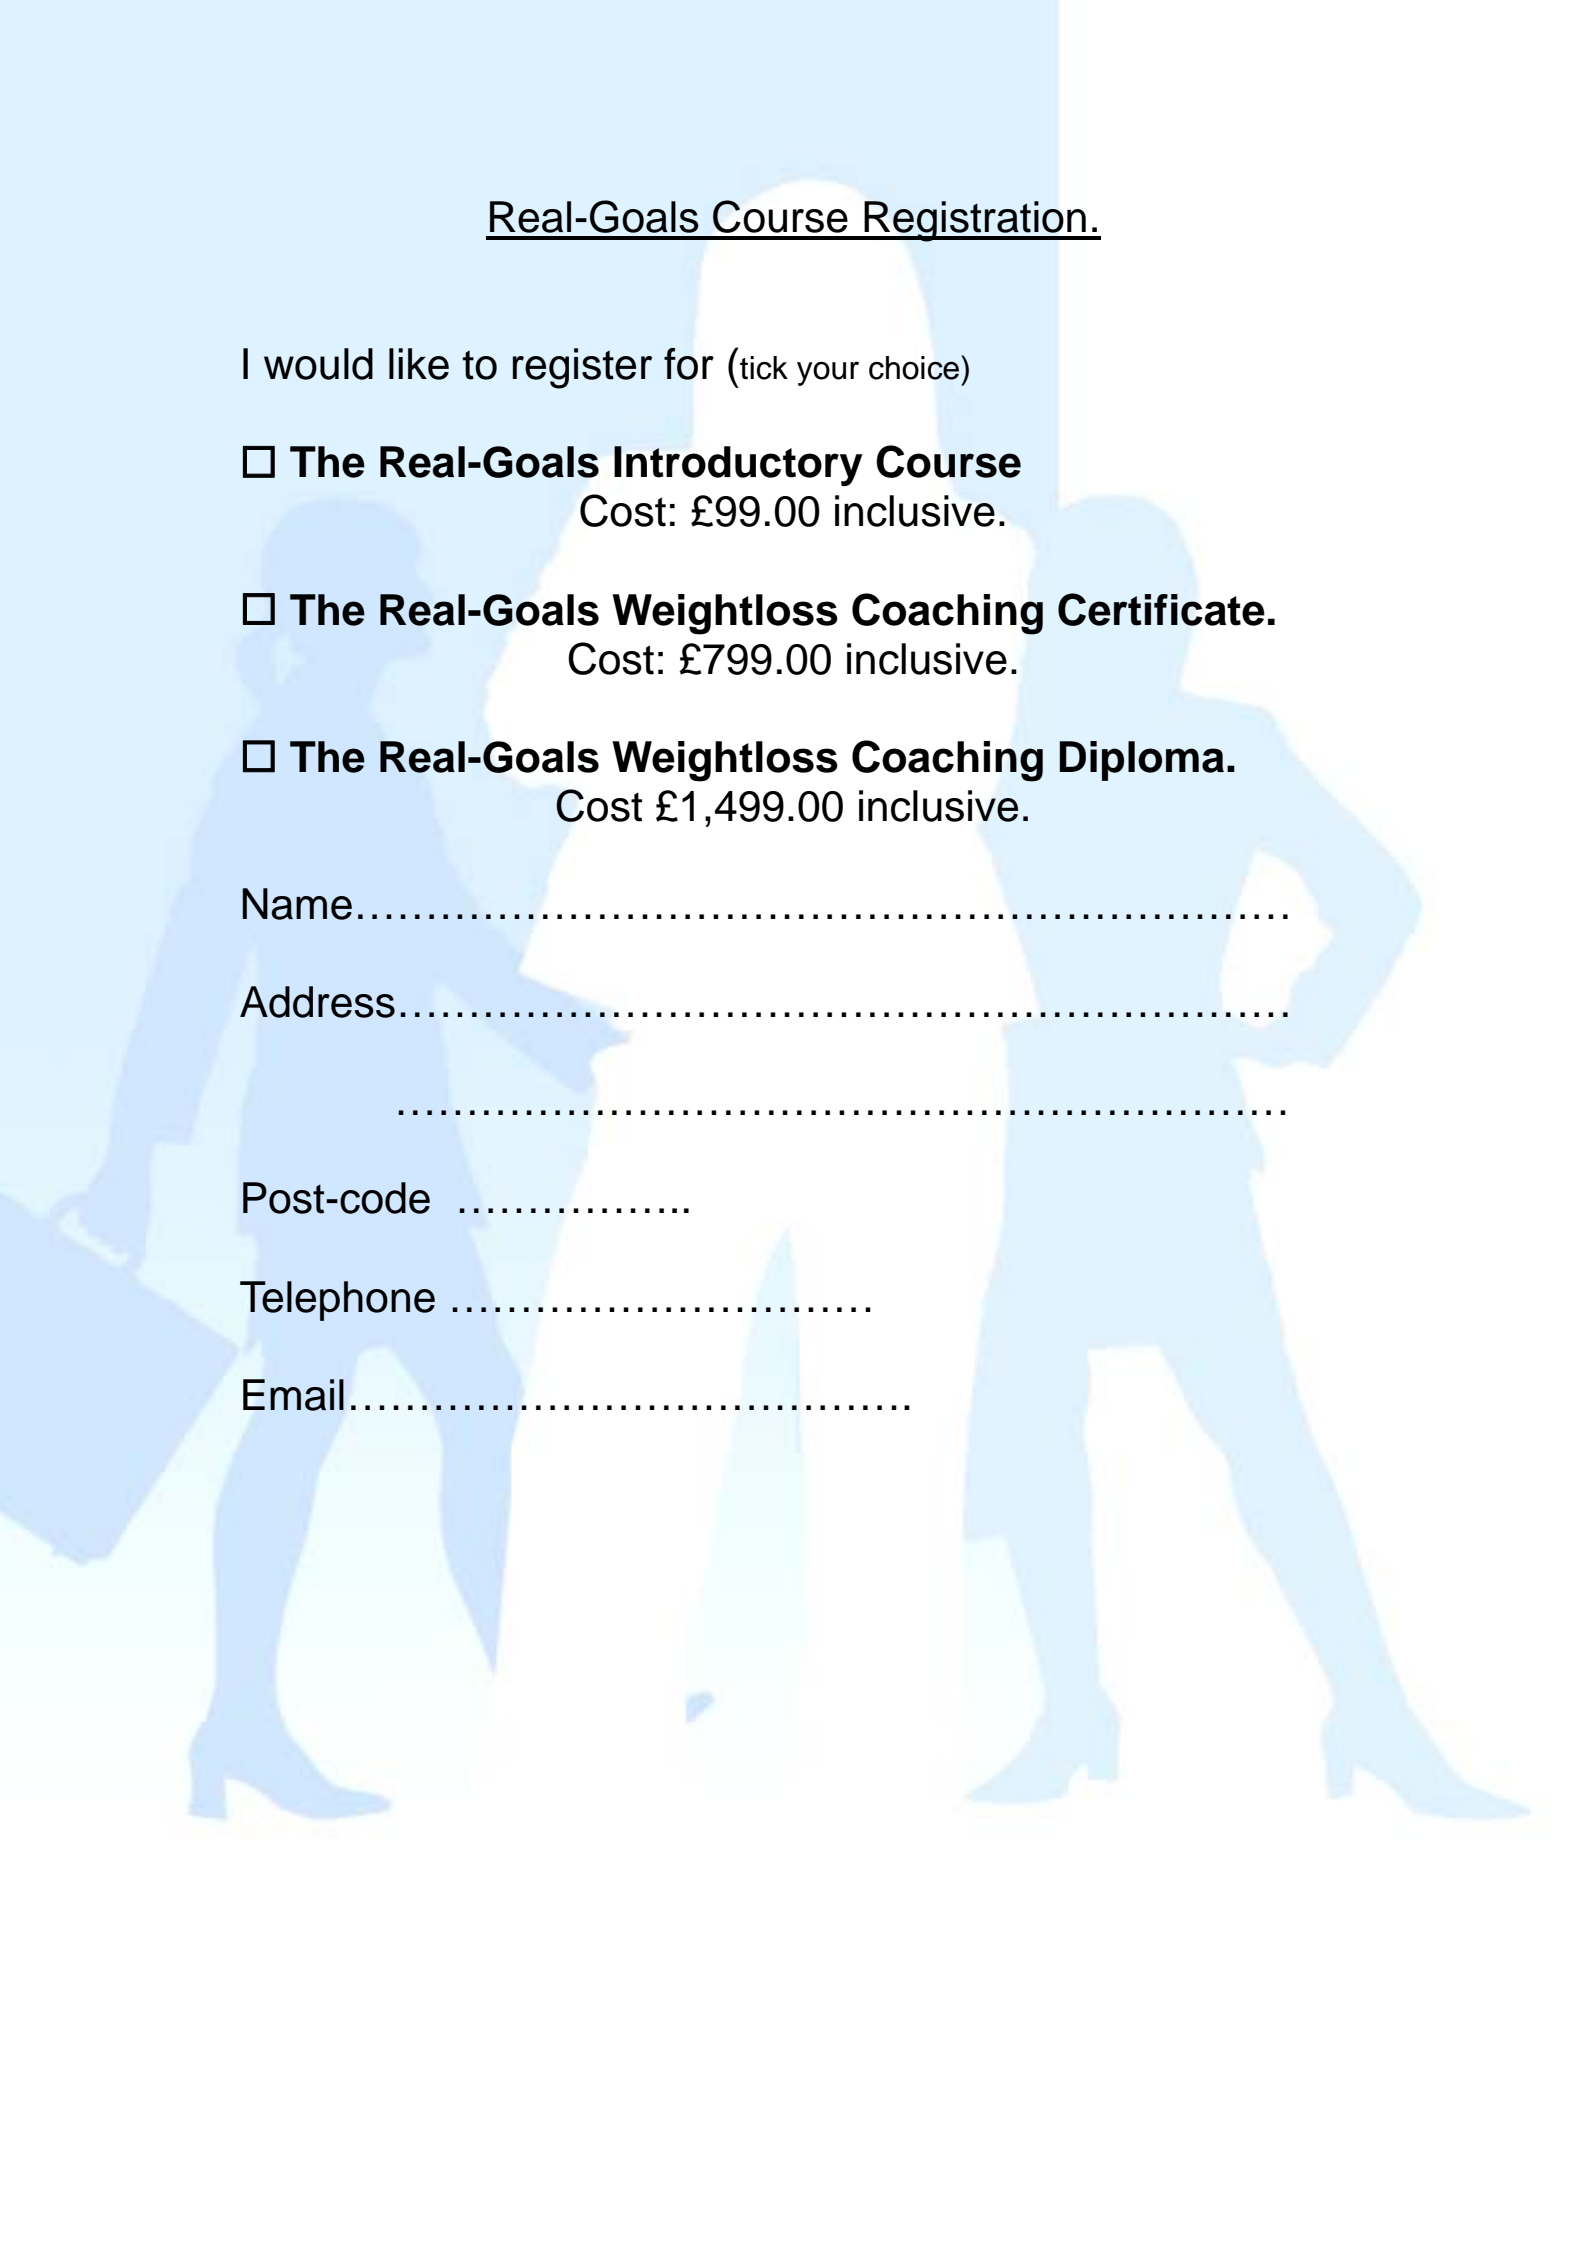 Real-Goals Course Registration.
I would like to register for (tick your choice)
☐ The Real-Goals Introductory Course
Cost: £99.00 inclusive.
☐ The Real-Goals Weightloss Coaching Certificate.
Cost: £799.00 inclusive.
☐ The Real-Goals Weightloss Coaching Diploma.
Cost £1,499.00 inclusive.
Name…………………………………………………………
Address………………………………………………………
………………………………………………………
Post-code ……………..
Telephone …………………………
Email………………………………….